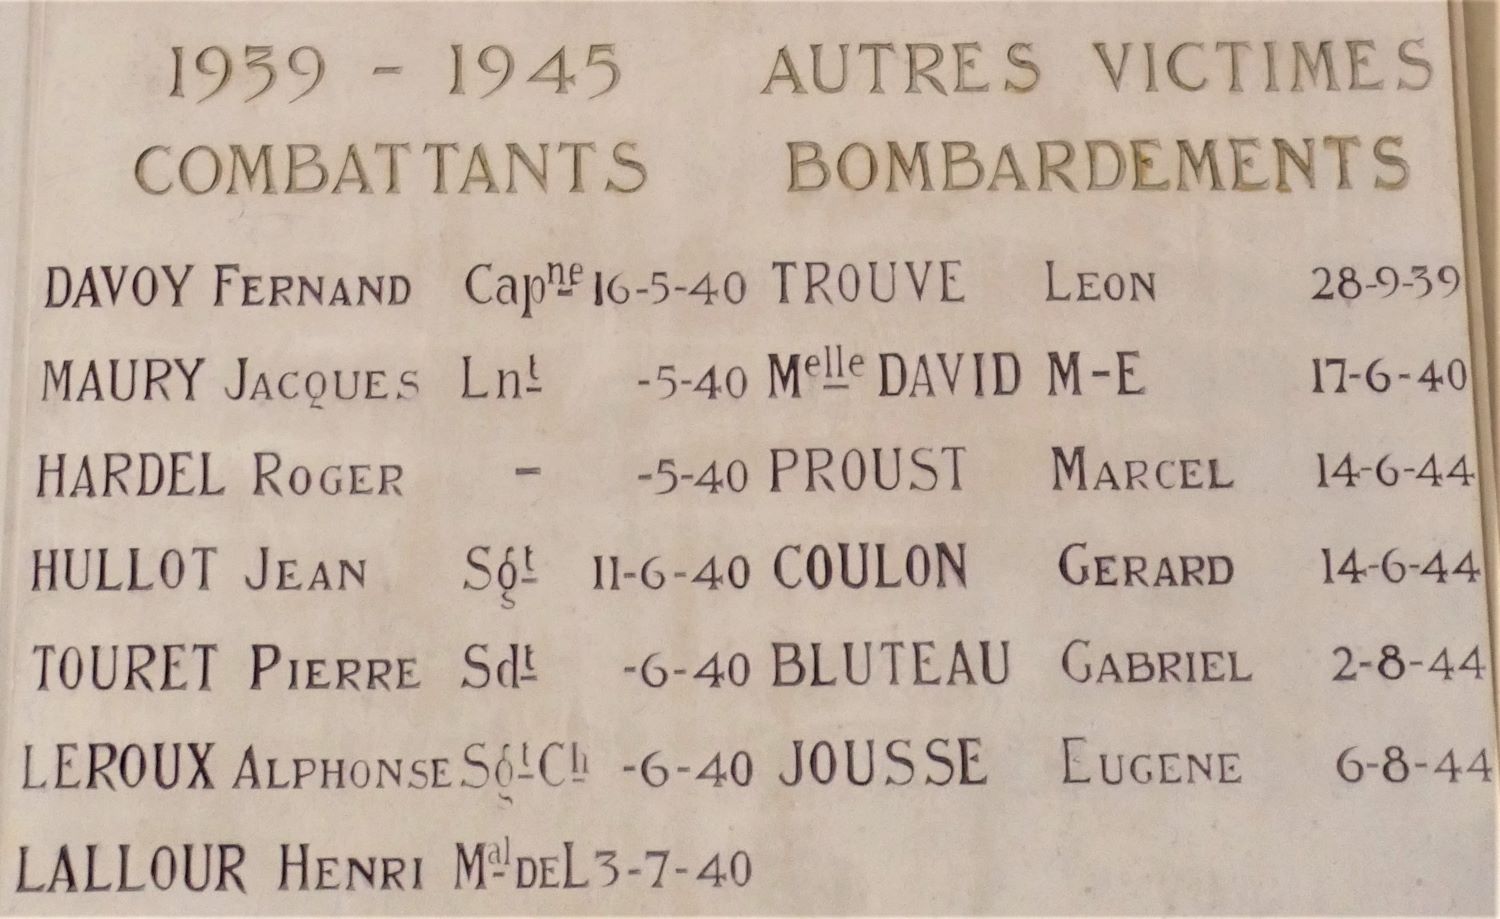 1939 - 1945
COMBATTANTS
DAVOY FERNAND Capne 16-5-40
MAURY JACQUES Lnt -5-40
HARDEL ROGER - -5-40
HULLOT JEAN Sgt 11-6-40
TOURET PIERRE Sdt -6-40
LEROUX ALPHONSE SgtCh -6-40
LALLOUR HENRI Mal DE L 3-7-40
AUTRES VICTIMES
BOMBARDEMENTS
TROUVE LEON 28-9-39
Melle DAVID M-E 17-6-40
PROUST MARCEL 14-6-44
COULON GERARD 14-6-44
BLUTEAU GABRIEL 2-8-44
JOUSSE EUGENE 6-8-44